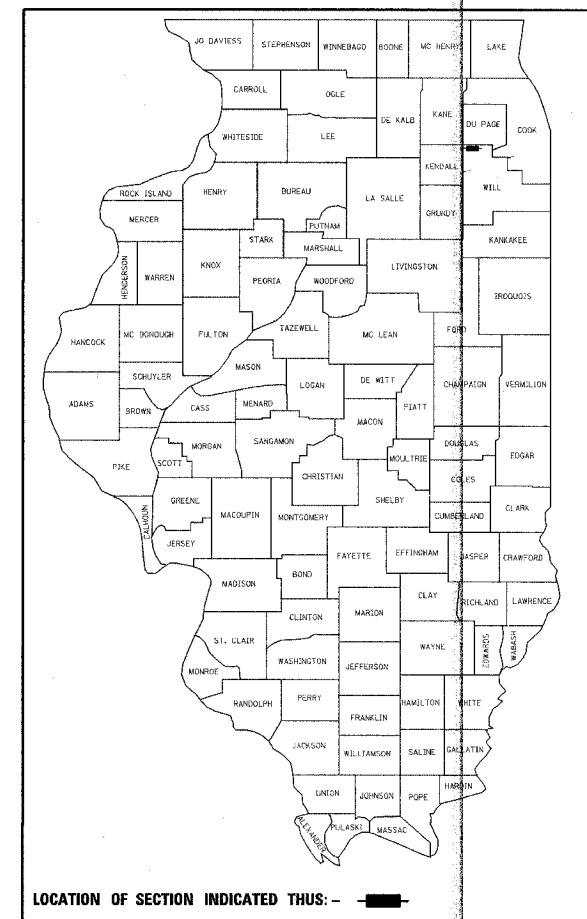 JO DAVIESS STEPHENSON WINNEBAGO BOONE MC HENRY LAKE
CARROLL OGLE DE KALB KANE DU PAGE COOK
WHITESIDE LEE
KENDALL WILL
ROCK ISLAND HENRY BUREAU LA SALLE GRUNDY
MERCER PUTNAM KANKAKEE
STARK MARSHALL
HENDERSON WARREN KNOX PEORIA WOODFORD LIVINGSTON IROQUOIS
HANCOCK MC DONOUGH FULTON TAZEWELL MC LEAN FORD
SCHUYLER MASON LOGAN DE WITT CHAMPAIGN VERMILION
ADAMS BROWN CASS MENARD MACON PIATT
MORGAN SANGAMON DOUGLAS EDGAR
PIKE SCOTT CHRISTIAN MOULTRIE COLES
GREENE MACOUPIN MONTGOMERY SHELBY CUMBERLAND CLARK
CALHOUN JERSEY FAYETTE EFFINGHAM JASPER CRAWFORD
MADISON BOND CLAY RICHLAND LAWRENCE
CLINTON MARION
ST. CLAIR WAYNE EDWARDS WABASH
MONROE WASHINGTON JEFFERSON
RANDOLPH PERRY FRANKLIN HAMILTON WHITE
JACKSON WILLIAMSON SALINE GALLATIN
UNION JOHNSON POPE HARDIN
ALEXANDER PULASKI MASSAC
LOCATION OF SECTION INDICATED THUS:-